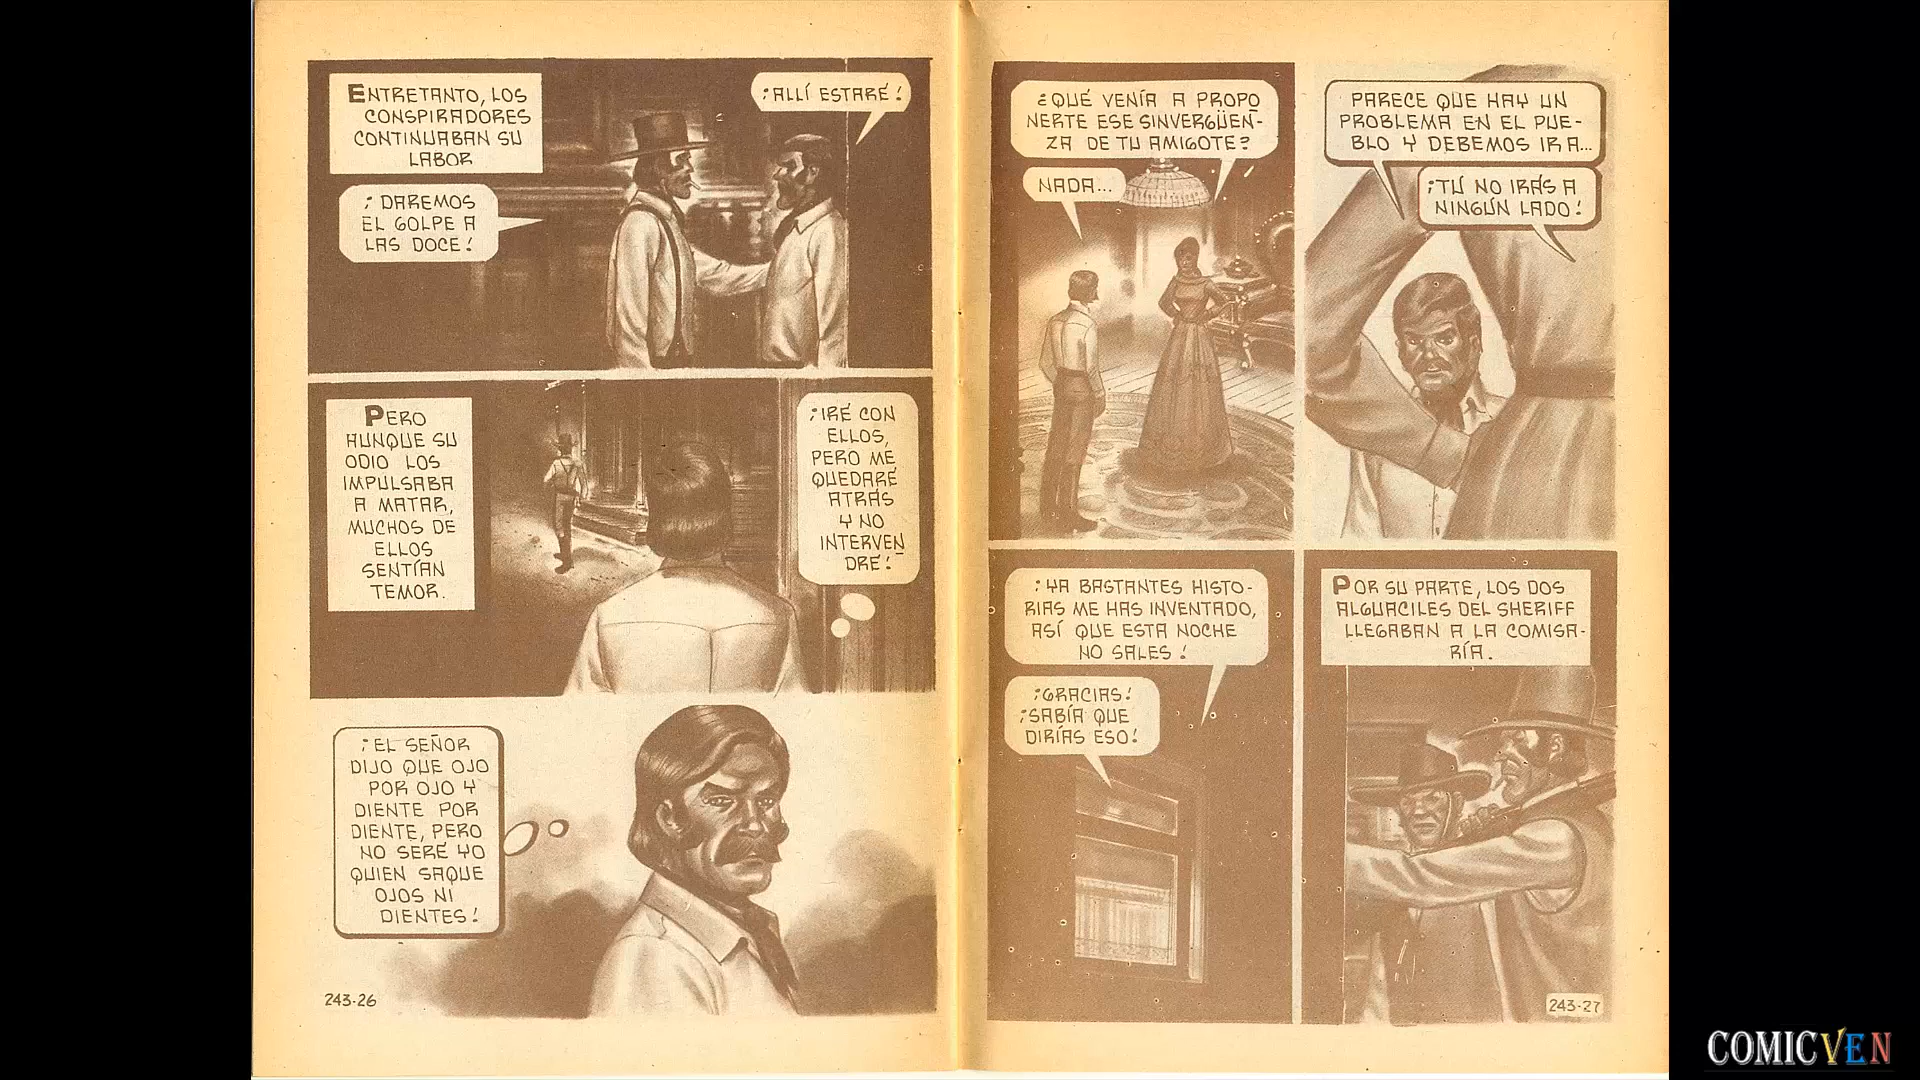 ENTRETANTO, LOS
CONSPIRADORES
CONTINUABAN SU
LABOR
¡ALLÍ ESTARÉ!
¡DAREMOS
EL GOLPE A
LAS DOCE!
PERO
AUNQUE SU
ODIO LOS
IMPULSABA
A MATAR,
MUCHOS DE
ELLOS
SENTÍAN
TEMOR.
¡IRÉ CON
ELLOS,
PERO ME
QUEDARÉ
ATRÁS
Y NO
INTERVEN
DRÉ!
¡EL SEÑOR
DIJO QUE OJO
POR OJO Y
DIENTE POR
DIENTE, PERO
NO SERÉ YO
QUIEN SAQUE
OJOS NI
DIENTES!
243-26
¿QUÉ VENÍA A PROPO
NERTE ESE SINVERGÜEN-
ZA DE TU AMIGOTE?
NADA...
PARECE QUE HAY UN
PROBLEMA EN EL PUE-
BLO Y DEBEMOS IR A...
¡TÚ NO IRÁS A
NINGÚN LADO!
¡YA BASTANTES HISTO-
RIAS ME HAS INVENTADO,
ASÍ QUE ESTA NOCHE
NO SALES!
¡GRACIAS!
¡SABÍA QUE
DIRÍAS ESO!
POR SU PARTE, LOS DOS
ALGUACILES DEL SHERIFF
LLEGABAN A LA COMISA-
RÍA.
243-27
COMICVEN